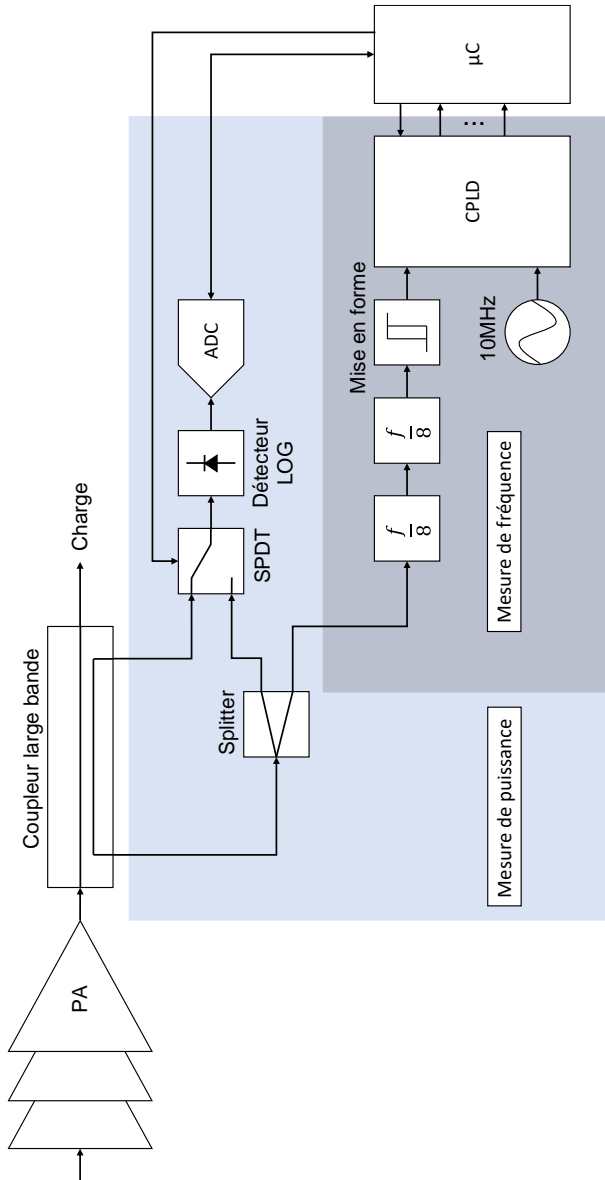 PA
Coupleur large bande
Charge
Splitter
SPDT
Détecteur
LOG
ADC
µC
f
8
f
8
Mise en forme
10MHz
CPLD
...
Mesure de puissance
Mesure de fréquence